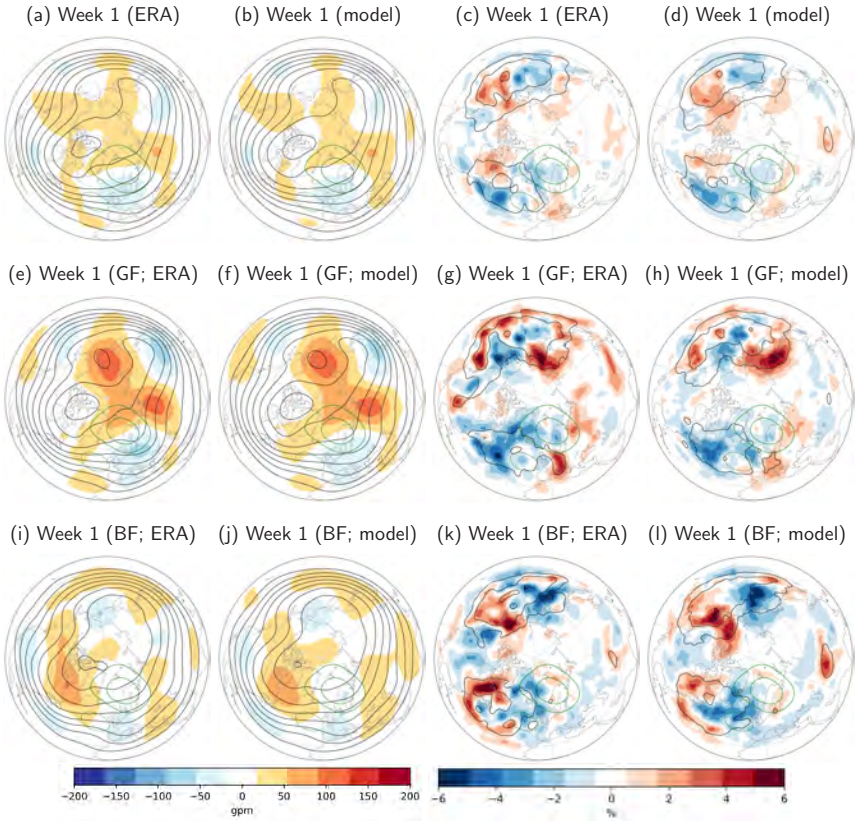 (a) Week 1 (ERA) (b) Week 1 (model) (c) Week 1 (ERA) (d) Week 1 (model)
(e) Week 1 (GF; ERA) (f) Week 1 (GF; model) (g) Week 1 (GF; ERA) (h) Week 1 (GF; model)
(i) Week 1 (BF; ERA) (j) Week 1 (BF; model) (k) Week 1 (BF; ERA) (l) Week 1 (BF; model)
−200 −150 −100 −50 0 50 100 150 200 −6 −4 −2 0 2 4 6
gpm %